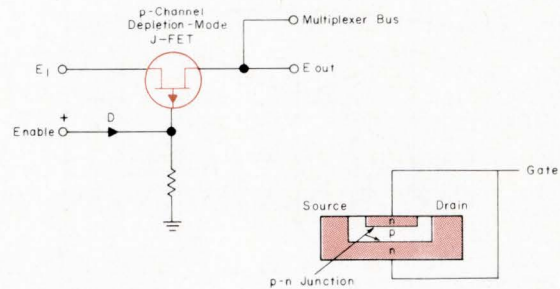 p-Channel
Depletion-Mode
J-FET
Multiplexer Bus
E1
E out
+
D
Enable
Gate
Source
Drain
n
p
n
p-n Junction